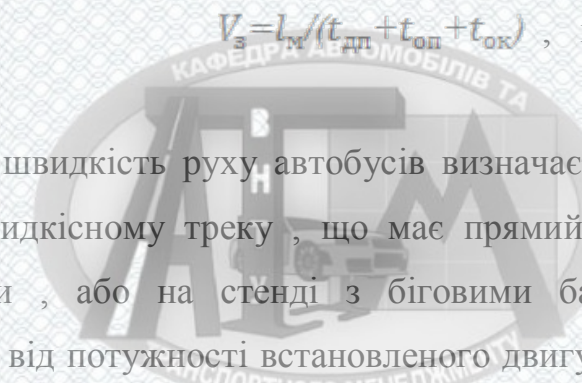 V_з=l_м/(t_дп+t_оп+t_ок) ,
КАФЕДРА АВТОМОБІЛІВ ТА
швидкість руху автобусів визначає
идкісному треку , що має прямий
и , або на стенді з біговими ба
від потужності встановленого двигу
В Н Т У